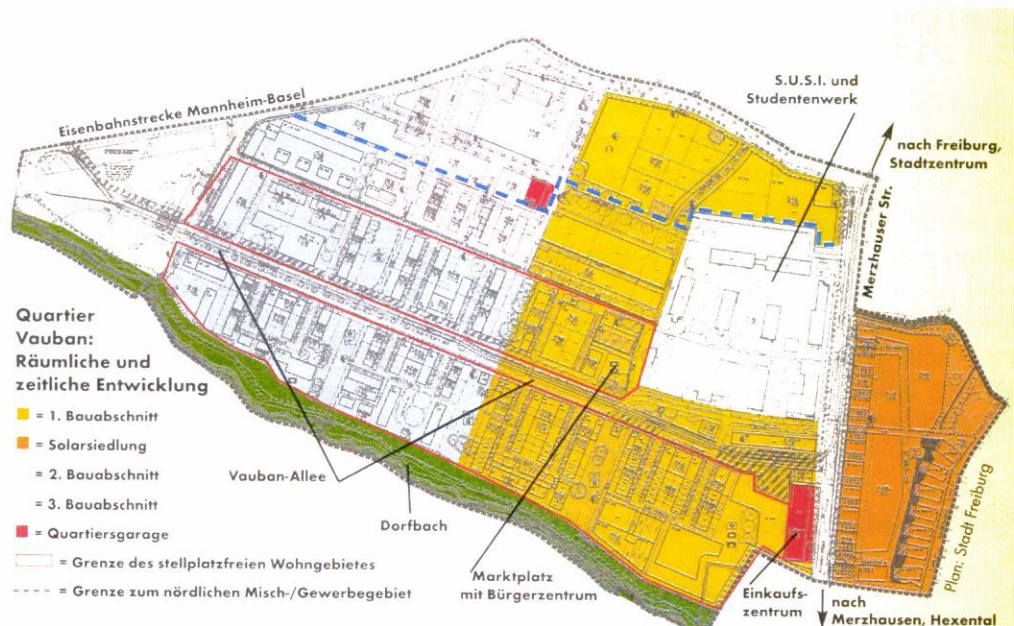 Eisenbahnstrecke Mannheim-Basel
S.U.S.I. und
Studentenwerk
nach Freiburg,
Stadtzentrum
Merzhauser Str.
Quartier
Vauban:
Räumliche und
zeitliche Entwicklung
= 1. Bauabschnitt
= Solarsiedlung
= 2. Bauabschnitt
= 3. Bauabschnitt
= Quartiersgarage
= Grenze des stellplatzfreien Wohngebietes
= Grenze zum nördlichen Misch-/Gewerbegebiet
Vauban-Allee
Dorfbach
Marktplatz
mit Bürgerzentrum
Einkaufs-
zentrum
nach
Merzhausen, Hexental
Plan: Stadt Freiburg